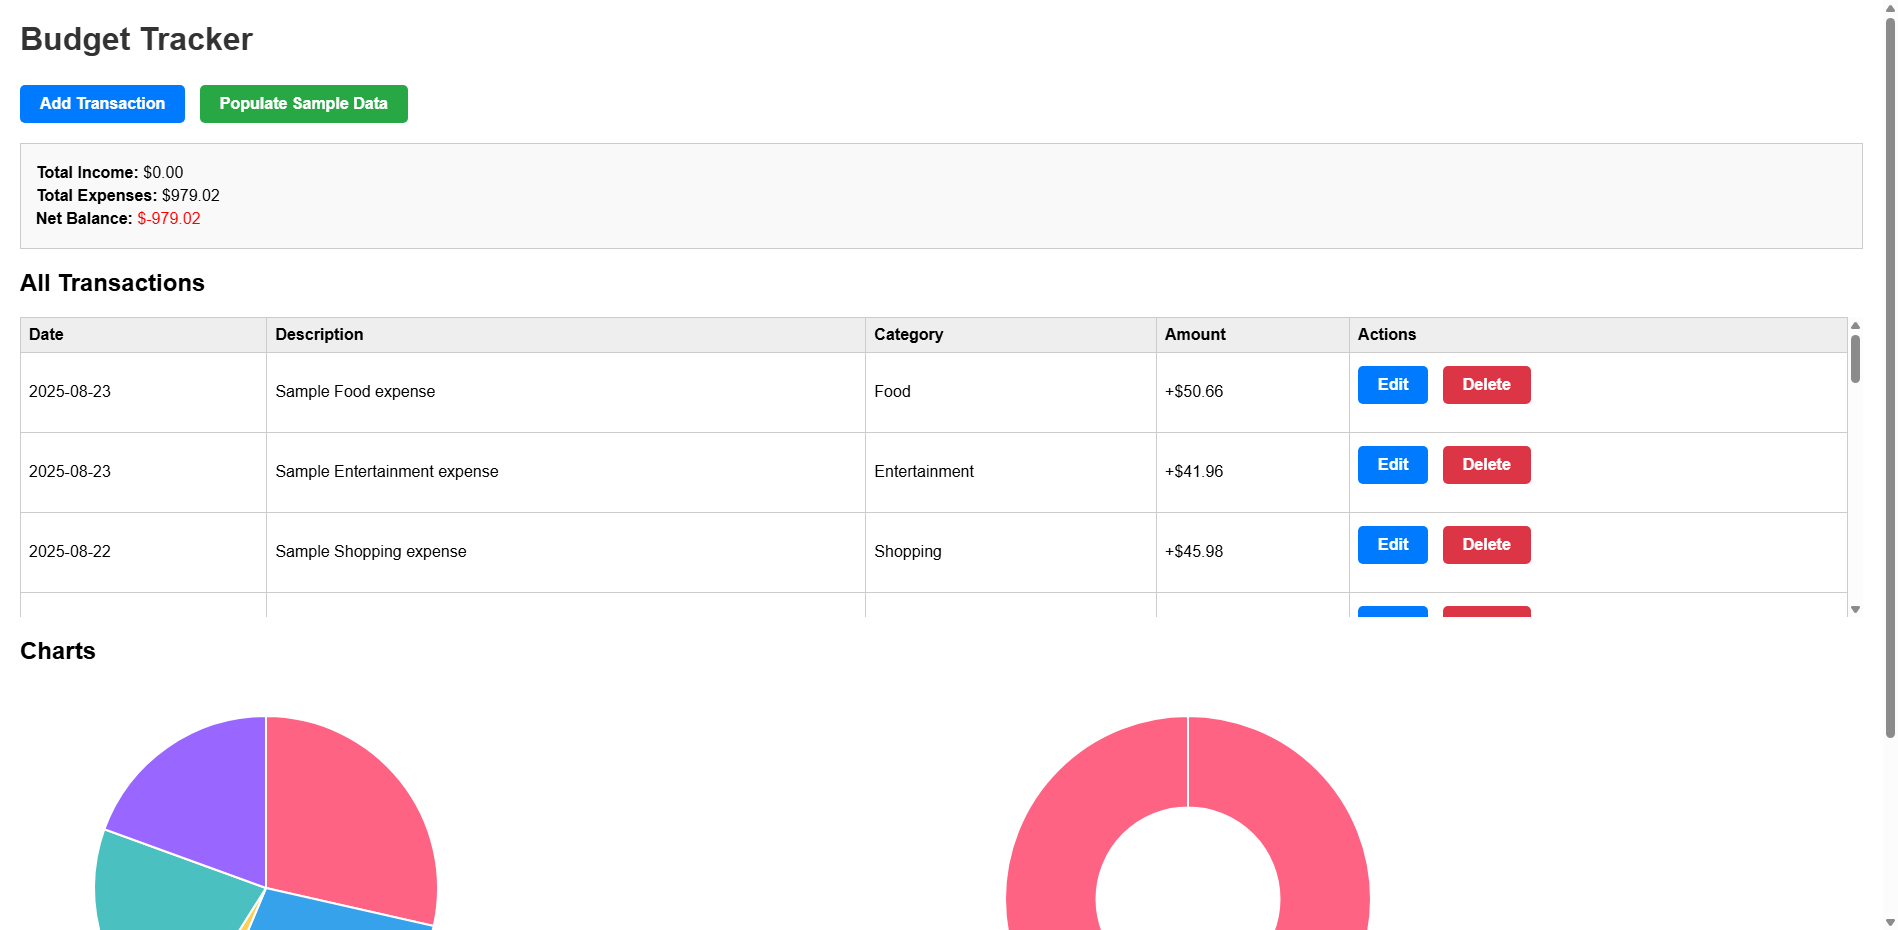 Budget Tracker
Add Transaction Populate Sample Data
Total Income: $0.00
Total Expenses: $979.02
Net Balance: $-979.02
All Transactions
Date Description Category Amount Actions
2025-08-23 Sample Food expense Food +$50.66 Edit Delete
2025-08-23 Sample Entertainment expense Entertainment +$41.96 Edit Delete
2025-08-22 Sample Shopping expense Shopping +$45.98 Edit Delete
Charts